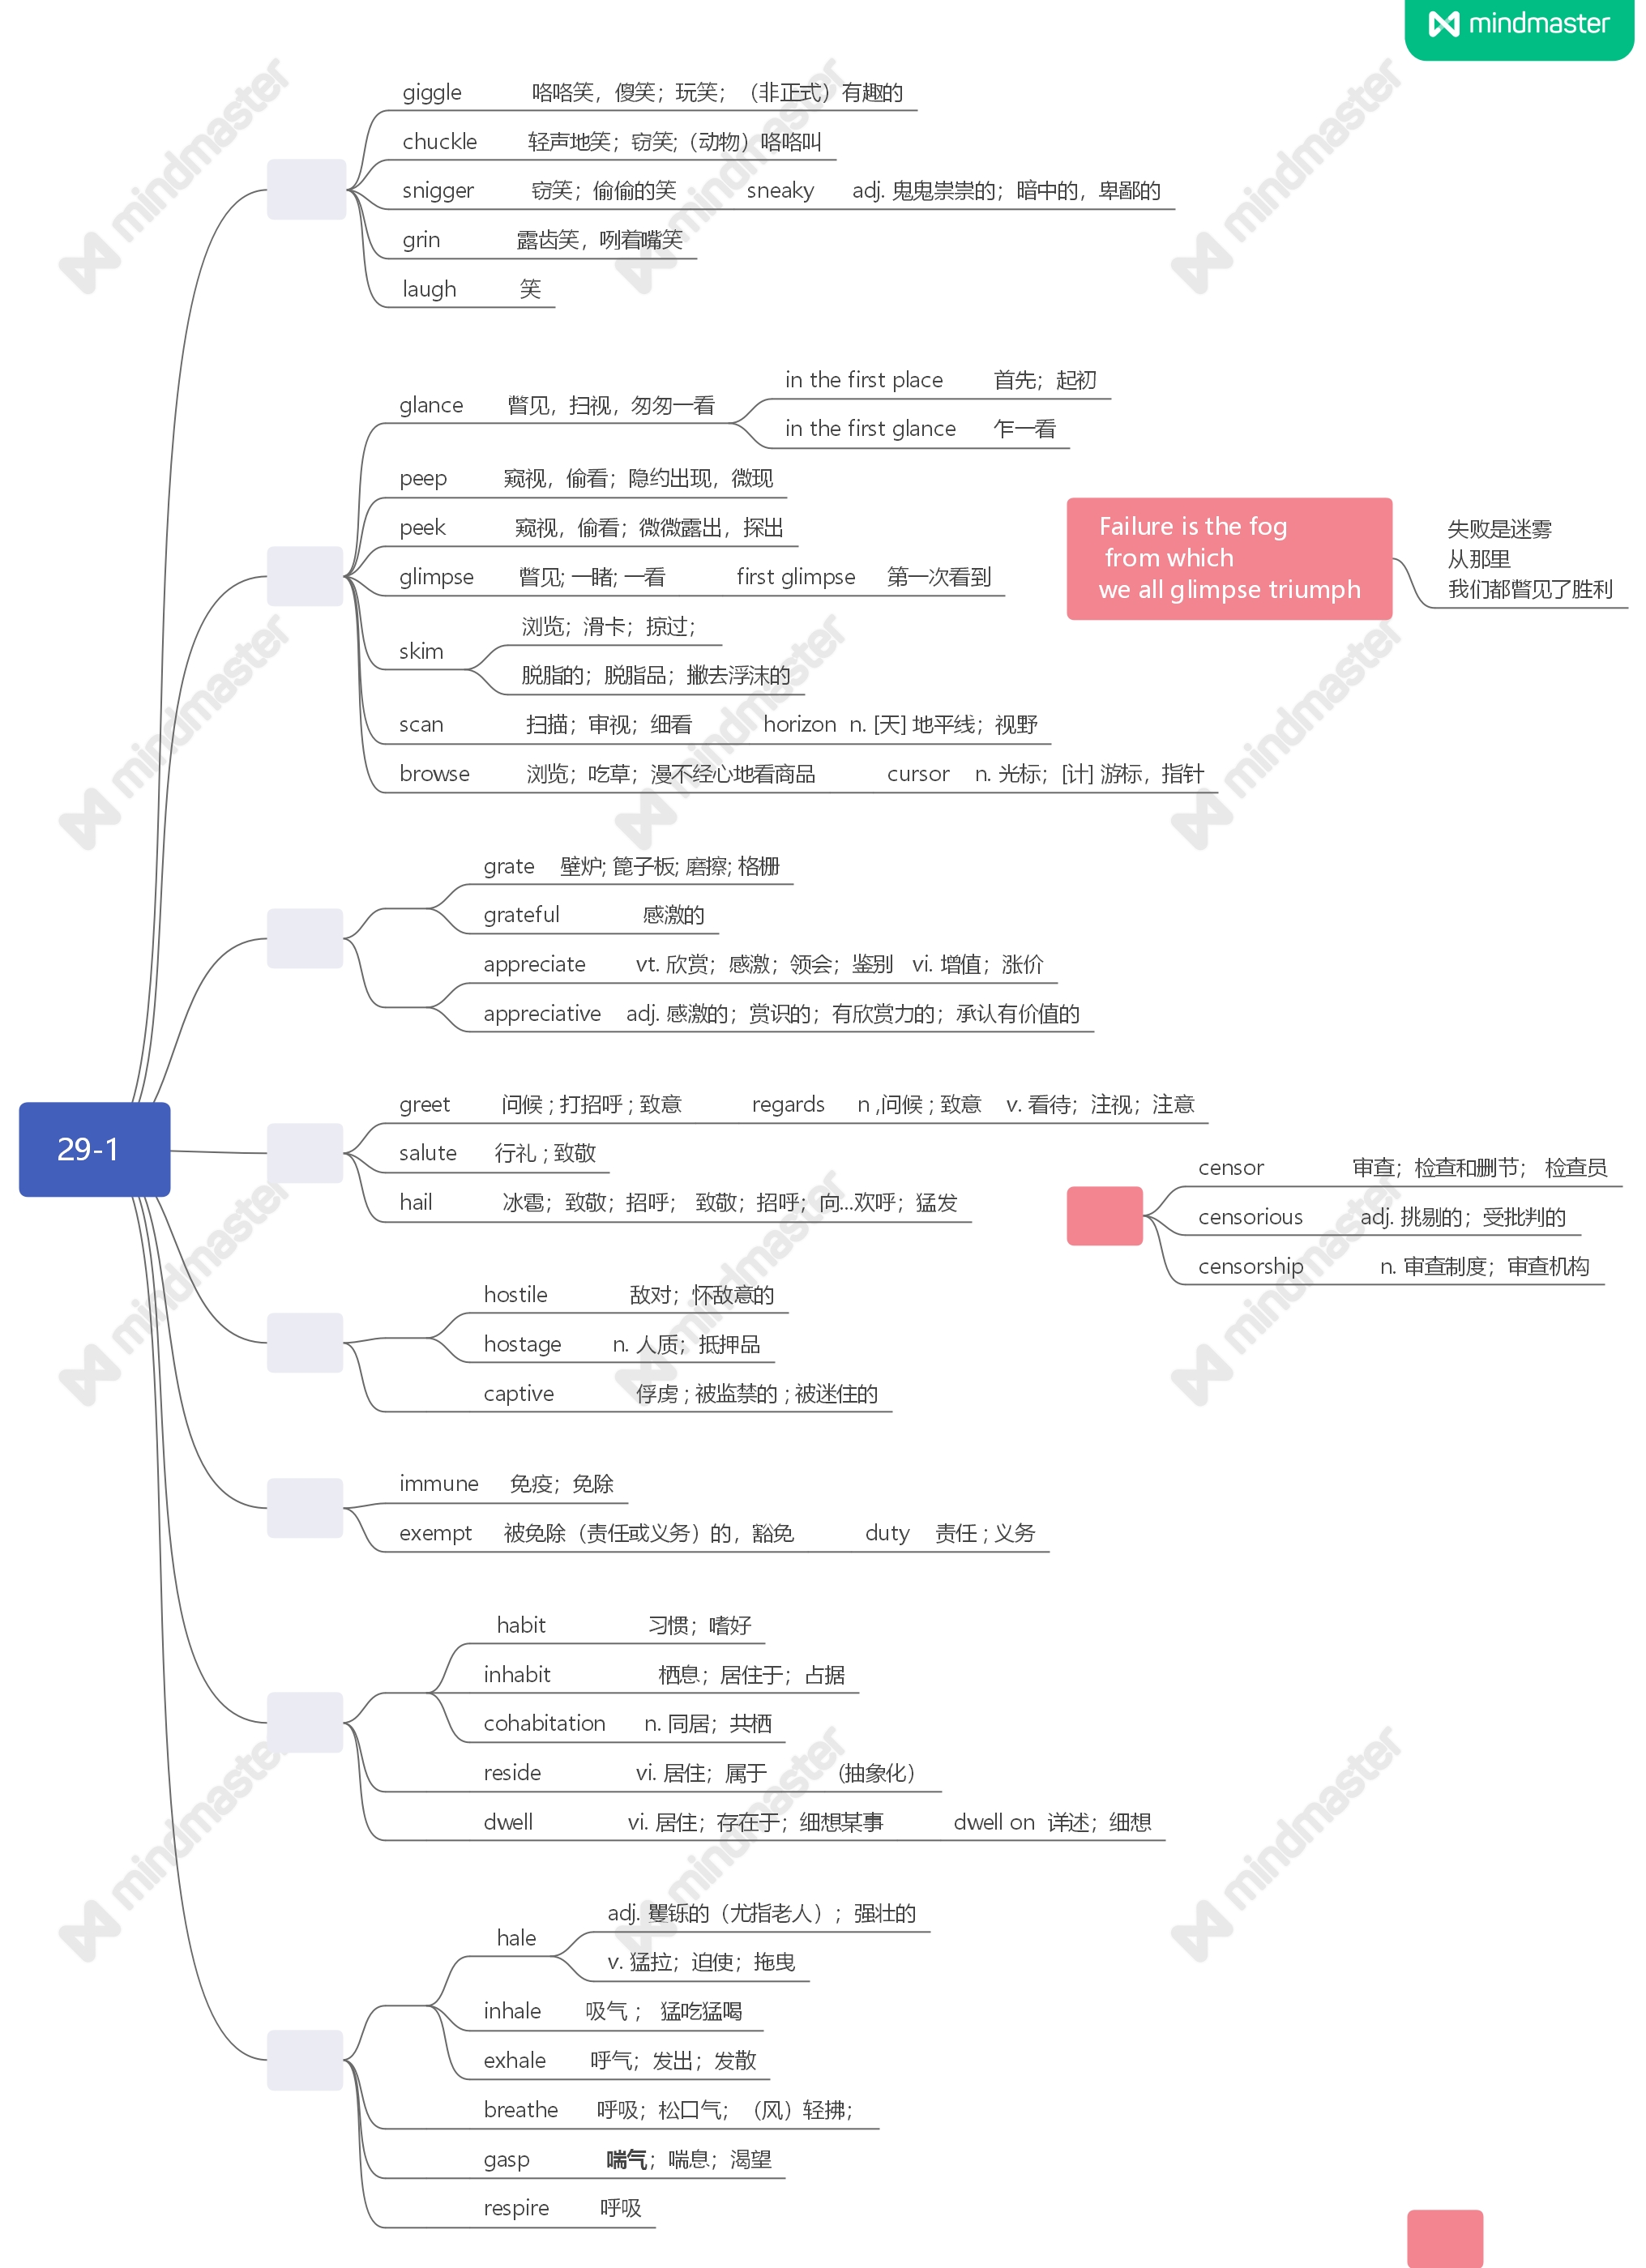 mindmaster
giggle 咯咯笑，傻笑；玩笑；（非正式）有趣的
chuckle 轻声地笑；窃笑;（动物）咯咯叫
snigger 窃笑；偷偷的笑 sneaky adj. 鬼鬼祟祟的；暗中的，卑鄙的
grin 露齿笑，咧着嘴笑
laugh 笑
glance 瞥见，扫视，匆匆一看
in the first place 首先；起初
in the first glance 乍一看
peep 窥视，偷看；隐约出现，微现
peek 窥视，偷看；微微露出，探出
glimpse 瞥见; 一睹; 一看 first glimpse 第一次看到
skim
浏览；滑卡；掠过；
脱脂的；脱脂品；撇去浮沫的
scan 扫描；审视；细看 horizon n. [天] 地平线；视野
browse 浏览；吃草；漫不经心地看商品 cursor n. 光标；[计] 游标，指针
Failure is the fog
from which
we all glimpse triumph
失败是迷雾
从那里
我们都瞥见了胜利
grate 壁炉; 篦子板; 磨擦; 格栅
grateful 感激的
appreciate vt. 欣赏；感激；领会；鉴别 vi. 增值；涨价
appreciative adj. 感激的；赏识的；有欣赏力的；承认有价值的
29-1
greet 问候 ; 打招呼 ; 致意 regards n ,问候 ; 致意 v. 看待；注视；注意
salute 行礼 ; 致敬
hail 冰雹；致敬；招呼； 致敬；招呼；向...欢呼；猛发
censor 审查；检查和删节； 检查员
censorious adj. 挑剔的；受批判的
censorship n. 审查制度；审查机构
hostile 敌对；怀敌意的
hostage n. 人质；抵押品
captive 俘虏 ; 被监禁的 ; 被迷住的
immune 免疫；免除
exempt 被免除（责任或义务）的，豁免 duty 责任 ; 义务
habit 习惯；嗜好
inhabit 栖息；居住于；占据
cohabitation n. 同居；共栖
reside vi. 居住；属于 （抽象化）
dwell vi. 居住；存在于；细想某事 dwell on 详述；细想
hale
adj. 矍铄的（尤指老人）；强壮的
v. 猛拉；迫使；拖曳
inhale 吸气 ； 猛吃猛喝
exhale 呼气；发出；发散
breathe 呼吸；松口气；（风）轻拂；
gasp 喘气；喘息；渴望
respire 呼吸